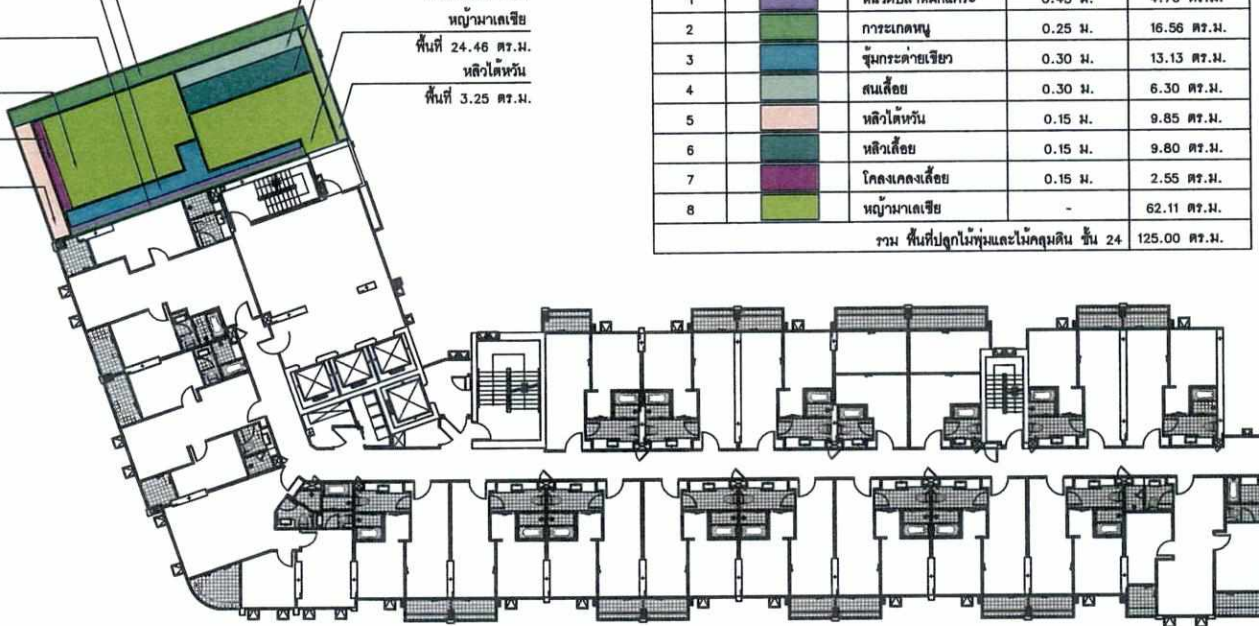 หญ้ามาเลเซีย
พื้นที่ 24.46 ตร.ม.
หลิวไต้หวัน
พื้นที่ 3.25 ตร.ม.
2 การะเกดหนู 0.25 ม. 16.56 ตร.ม.
3 ซุ้มกระต่ายเขียว 0.30 ม. 13.13 ตร.ม.
4 สนเลื้อย 0.30 ม. 6.30 ตร.ม.
5 หลิวไต้หวัน 0.15 ม. 9.85 ตร.ม.
6 หลิวเลื้อย 0.15 ม. 9.80 ตร.ม.
7 โคลงเคลงเลื้อย 0.15 ม. 2.55 ตร.ม.
8 หญ้ามาเลเซีย - 62.11 ตร.ม.
รวม พื้นที่ปลูกไม้พุ่มและไม้คลุมดิน ชั้น 24 125.00 ตร.ม.